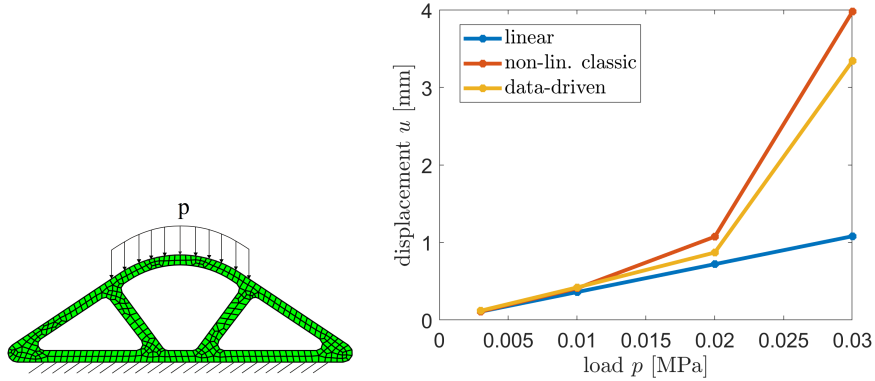 p
linear
non-lin. classic
data-driven
displacement u [mm]
4
3
2
1
0
0 0.005 0.01 0.015 0.02 0.025 0.03
load p [MPa]